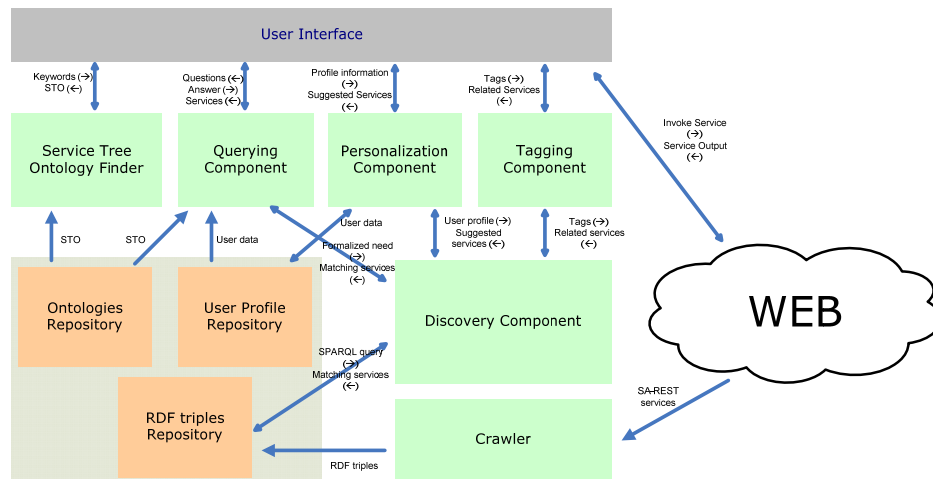 User Interface
Keywords (→)
STO (←)
Questions (←)
Answer (→)
Services (←)
Profile information
(→)
Suggested Services
(←)
Tags (→)
Related Services
(←)
Invoke Service
(→)
Service Output
(←)
Service Tree
Ontology Finder
Querying
Component
Personalization
Component
Tagging
Component
STO
STO
User data
User data
Formalized need
(→)
Matching services
(←)
User profile (→)
Suggested
services (←)
Tags (→)
Related services
(←)
Ontologies
Repository
User Profile
Repository
Discovery Component
WEB
SPARQL query
(→)
Matching services
(←)
RDF triples
Repository
Crawler
SA-REST
services
RDF triples